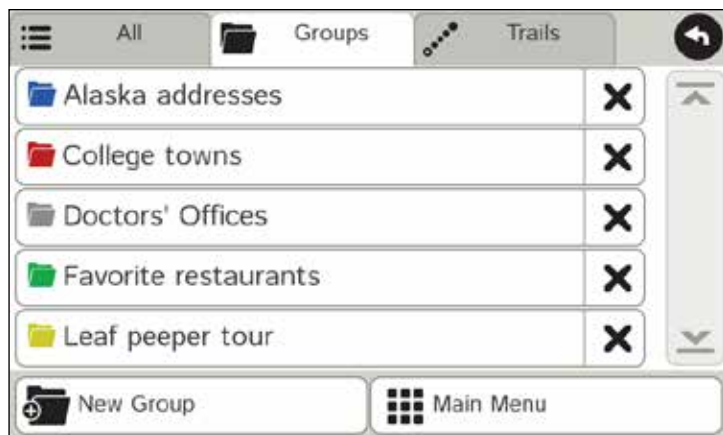 All
Groups
Trails
Alaska addresses
College towns
Doctors' Offices
Favorite restaurants
Leaf peeper tour
New Group
Main Menu